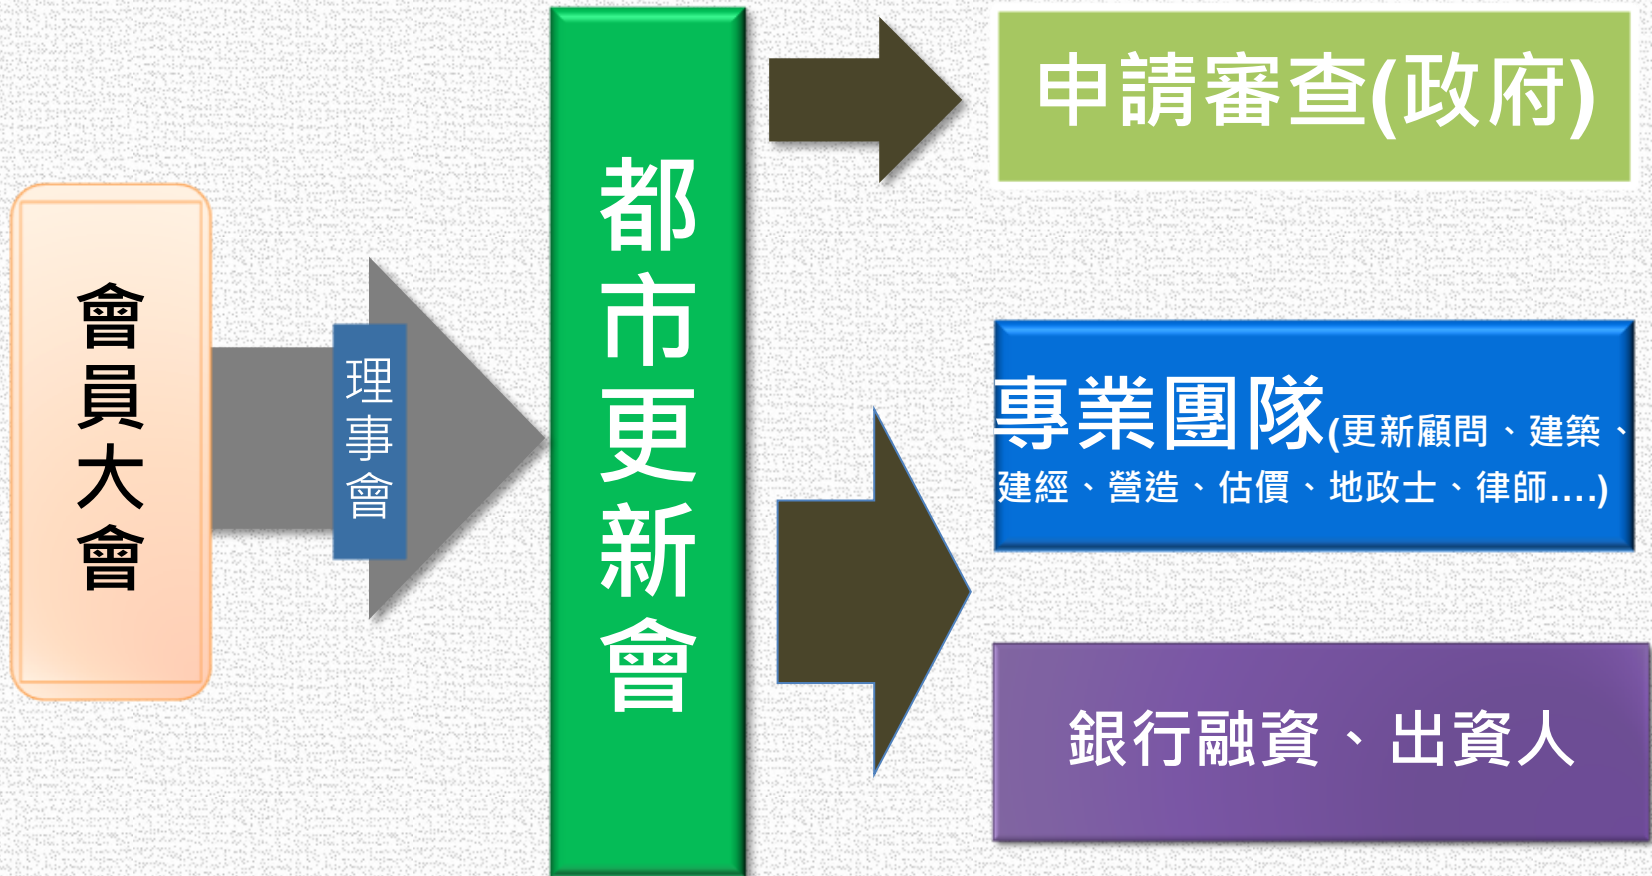 會員大會
理事會
都市更新會
申請審查(政府)
專業團隊(更新顧問、建築、
建經、營造、估價、地政士、律師....)
銀行融資、出資人